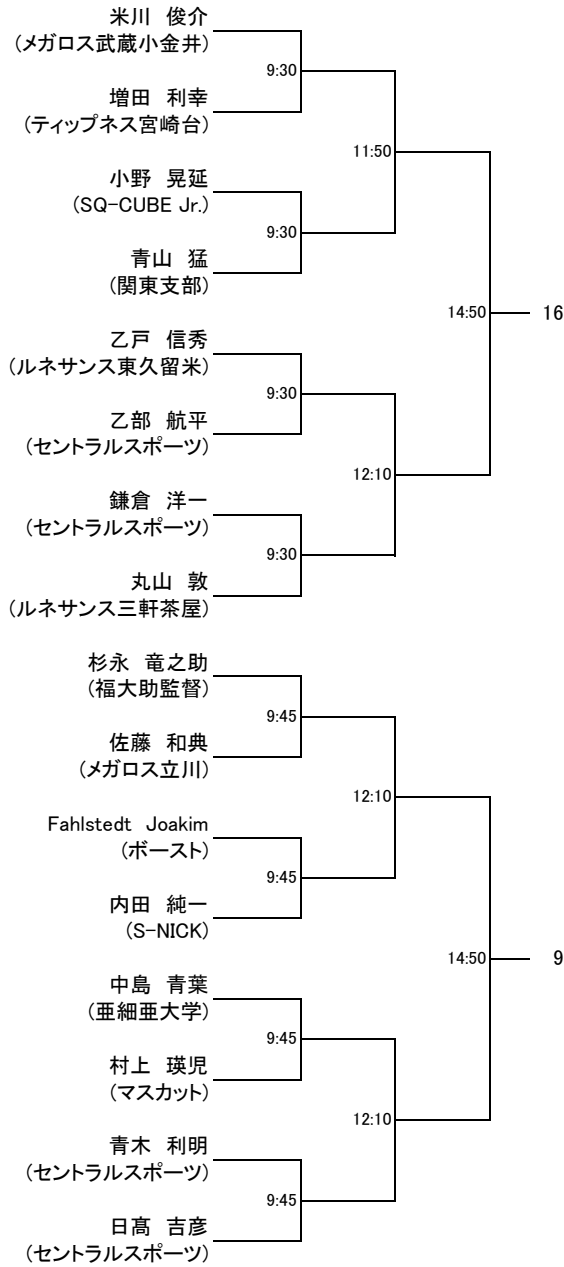 米川 俊介
(メガロス武蔵小金井)
9:30
増田 利幸
(ティップネス宮崎台)
11:50
小野 晃延
(SQ-CUBE Jr.)
9:30
青山 猛
(関東支部)
14:50
16
乙戸 信秀
(ルネサンス東久留米)
9:30
乙部 航平
(セントラルスポーツ)
12:10
鎌倉 洋一
(セントラルスポーツ)
9:30
丸山 敦
(ルネサンス三軒茶屋)
杉永 竜之助
(福大助監督)
9:45
佐藤 和典
(メガロス立川)
12:10
Fahlstedt Joakim
(ボースト)
9:45
内田 純一
(S-NICK)
14:50
9
中島 青葉
(亜細亜大学)
9:45
村上 瑛児
(マスカット)
12:10
青木 利明
(セントラルスポーツ)
9:45
日髙 吉彦
(セントラルスポーツ)